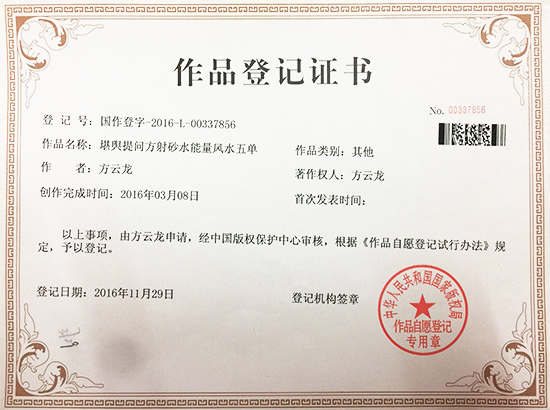 作品登记证书
No. 00337856
登 记 号：国作登字-2016-L-00337856
作品名称：堪舆提问方射砂水能量风水五单
作品类别：其他
作 者：方云龙
著作权人：方云龙
创作完成时间：2016年03月08日
首次发表时间：
以上事项，由方云龙申请，经中国版权保护中心审核，根据《作品自愿登记试行办法》规
定，予以登记。
登记日期：2016年11月29日
登记机构签章
中华人民共和国国家版权局
作品自愿登记
专用章